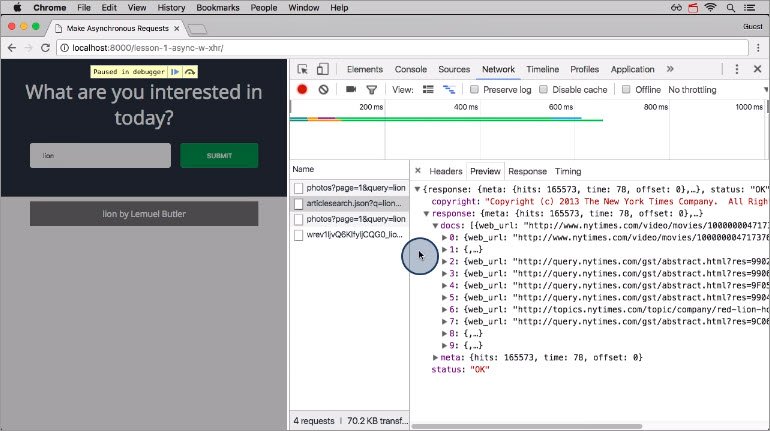 Chrome File Edit View History Bookmarks People Window Help
Make Asynchronous Requests
Guest
localhost:8000/lesson-1-async-w-xhr/
Paused in debugger
What are you interested in
today?
lion
SUBMIT
lion by Lemuel Butler
Elements Console Sources Network Timeline Profiles Application
View: Preserve log Disable cache Offline No throttling
200 ms 400 ms 600 ms 800 ms 1000 ms
Name
photos?page=1&query=lion
articlesearch.json?q=lion...
photos?page=1&query=lion
4 requests | 70.2 KB transf...
Headers Preview Response Timing
{response: {meta: {hits: 165573, time: 78, offset: 0},…}, status: "OK"
copyright: "Copyright (c) 2013 The New York Times Company. All Righ
response: {meta: {hits: 165573, time: 78, offset: 0},…}
docs: [{web_url: "http://www.nytimes.com/video/movies/10000000471737
0: {web_url: "http://www.nytimes.com/video/movies/10000000471737
1: {,…}
2: {web_url: "http://query.nytimes.com/gst/abstract.html?res=9902
3: {web_url: "http://query.nytimes.com/gst/abstract.html?res=9906
4: {web_url: "http://query.nytimes.com/gst/abstract.html?res=9F05
5: {web_url: "http://query.nytimes.com/gst/abstract.html?res=9904
6: {web_url: "http://topics.nytimes.com/topic/company/red-lion-ho
7: {web_url: "http://query.nytimes.com/gst/abstract.html?res=9C06
8: {,…}
9: {,…}
meta: {hits: 165573, time: 78, offset: 0}
status: "OK"